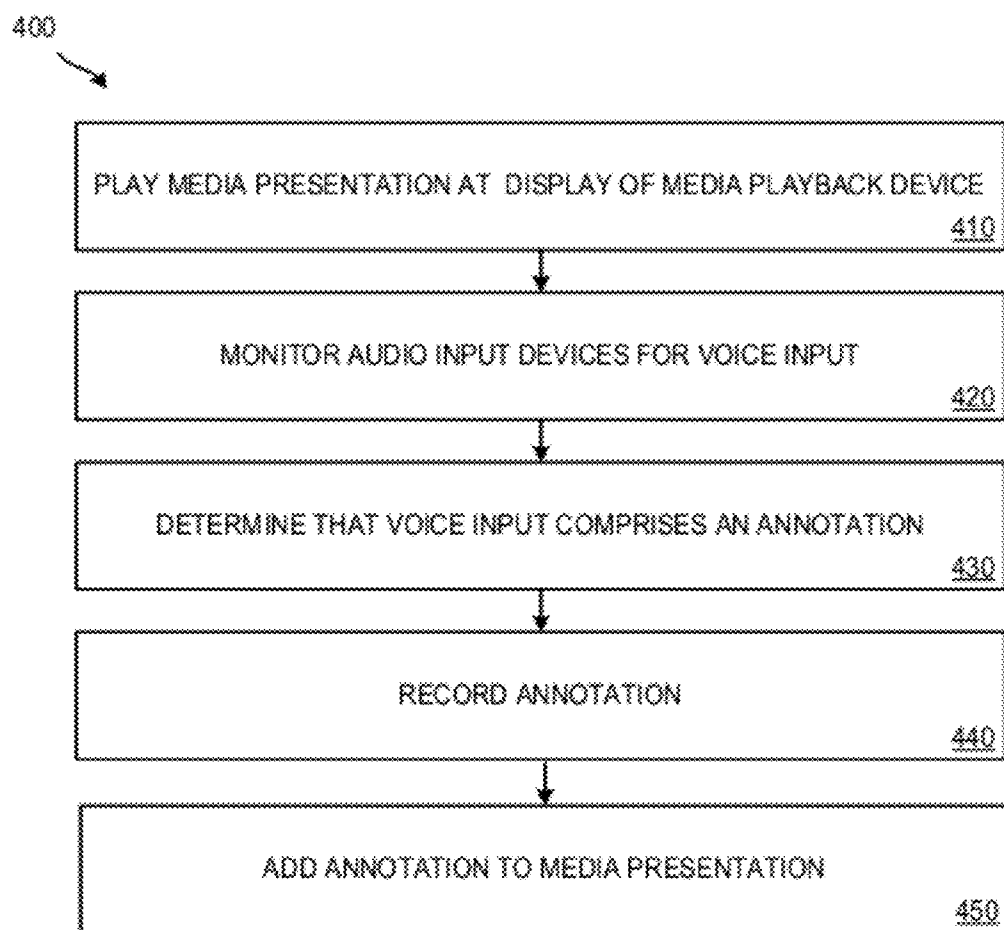 400
PLAY MEDIA PRESENTATION AT DISPLAY OF MEDIA PLAYBACK DEVICE
410
MONITOR AUDIO INPUT DEVICES FOR VOICE INPUT
420
DETERMINE THAT VOICE INPUT COMPRISES AN ANNOTATION
430
RECORD ANNOTATION
440
ADD ANNOTATION TO MEDIA PRESENTATION
450